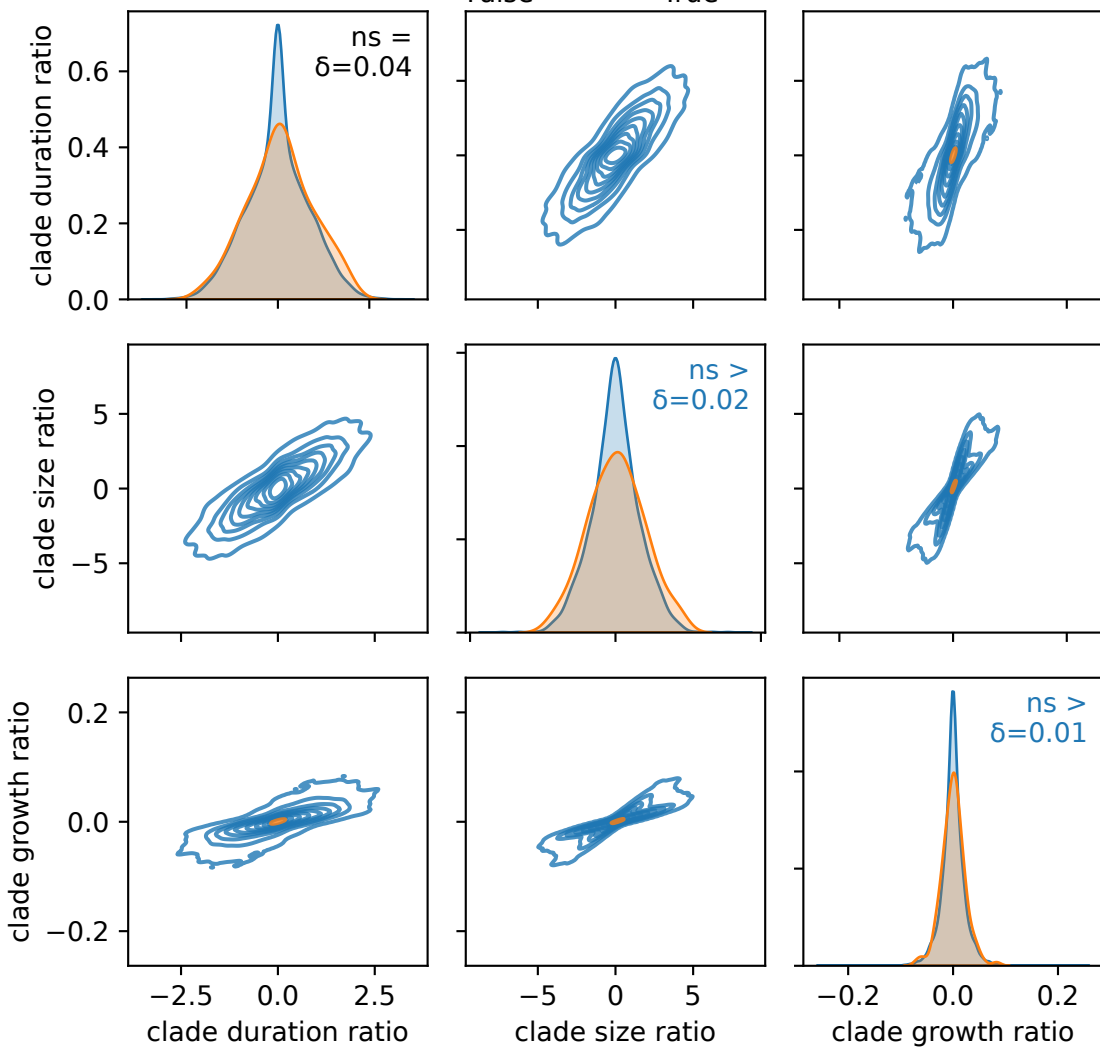 clade duration ratio
0.6
0.4
0.2
0.0
ns =
δ=0.04
clade size ratio
5
0
−5
ns >
δ=0.02
clade growth ratio
0.2
0.0
−0.2
ns >
δ=0.01
−2.5 0.0 2.5
−5 0 5
−0.2 0.0 0.2
clade duration ratio
clade size ratio
clade growth ratio